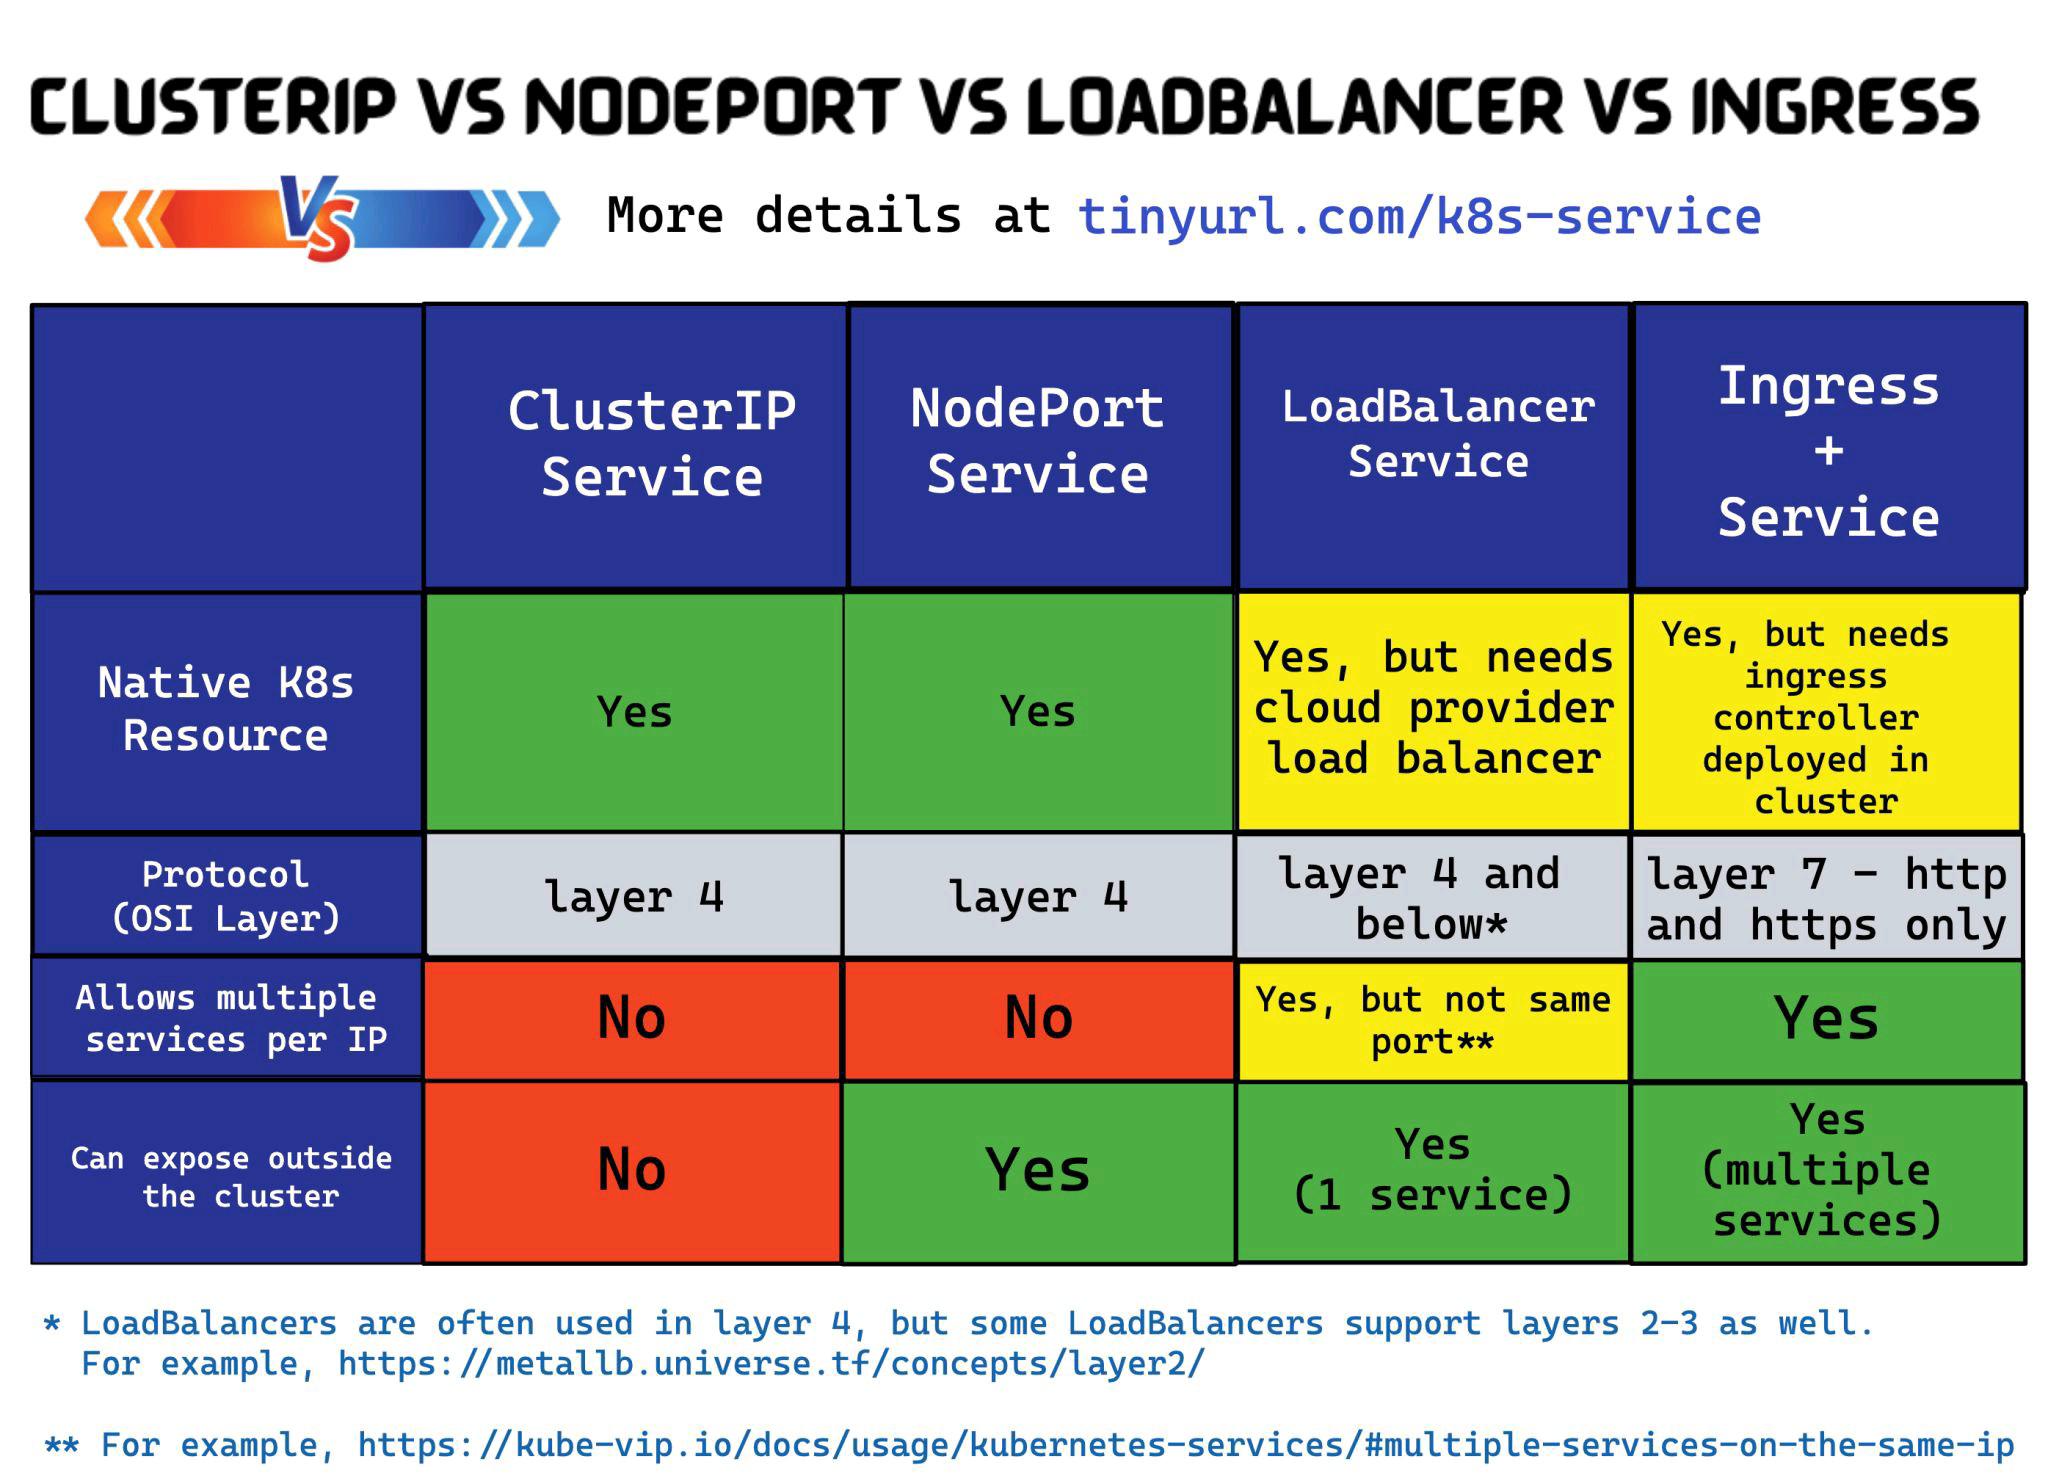 CLUSTERIP VS NODEPORT VS LOADBALANCER VS INGRESS
VS
More details at tinyurl.com/k8s-service
ClusterIP
Service
NodePort
Service
LoadBalancer
Service
Ingress
+
Service
Native K8s
Resource
Yes
Yes
Yes, but needs
cloud provider
load balancer
Yes, but needs
ingress
controller
deployed in
cluster
Protocol
(OSI Layer)
layer 4
layer 4
layer 4 and
below*
layer 7 - http
and https only
Allows multiple
services per IP
No
No
Yes, but not same
port**
Yes
Can expose outside
the cluster
No
Yes
Yes
(1 service)
Yes
(multiple
services)
* LoadBalancers are often used in layer 4, but some LoadBalancers support layers 2-3 as well.
For example, https://metallb.universe.tf/concepts/layer2/
** For example, https://kube-vip.io/docs/usage/kubernetes-services/#multiple-services-on-the-same-ip